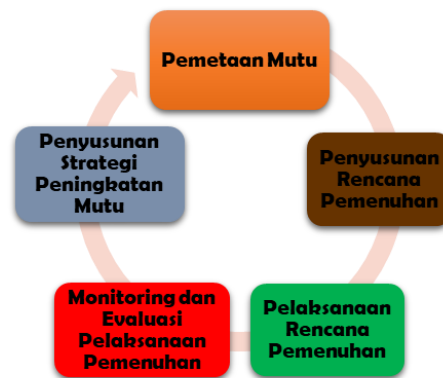 Pemetaan Mutu
Penyusunan
Rencana
Pemenuhan
Pelaksanaan
Rencana
Pemenuhan
Monitoring dan
Evaluasi
Pelaksanaan
Pemenuhan
Penyusunan
Strategi
Peningkatan
Mutu